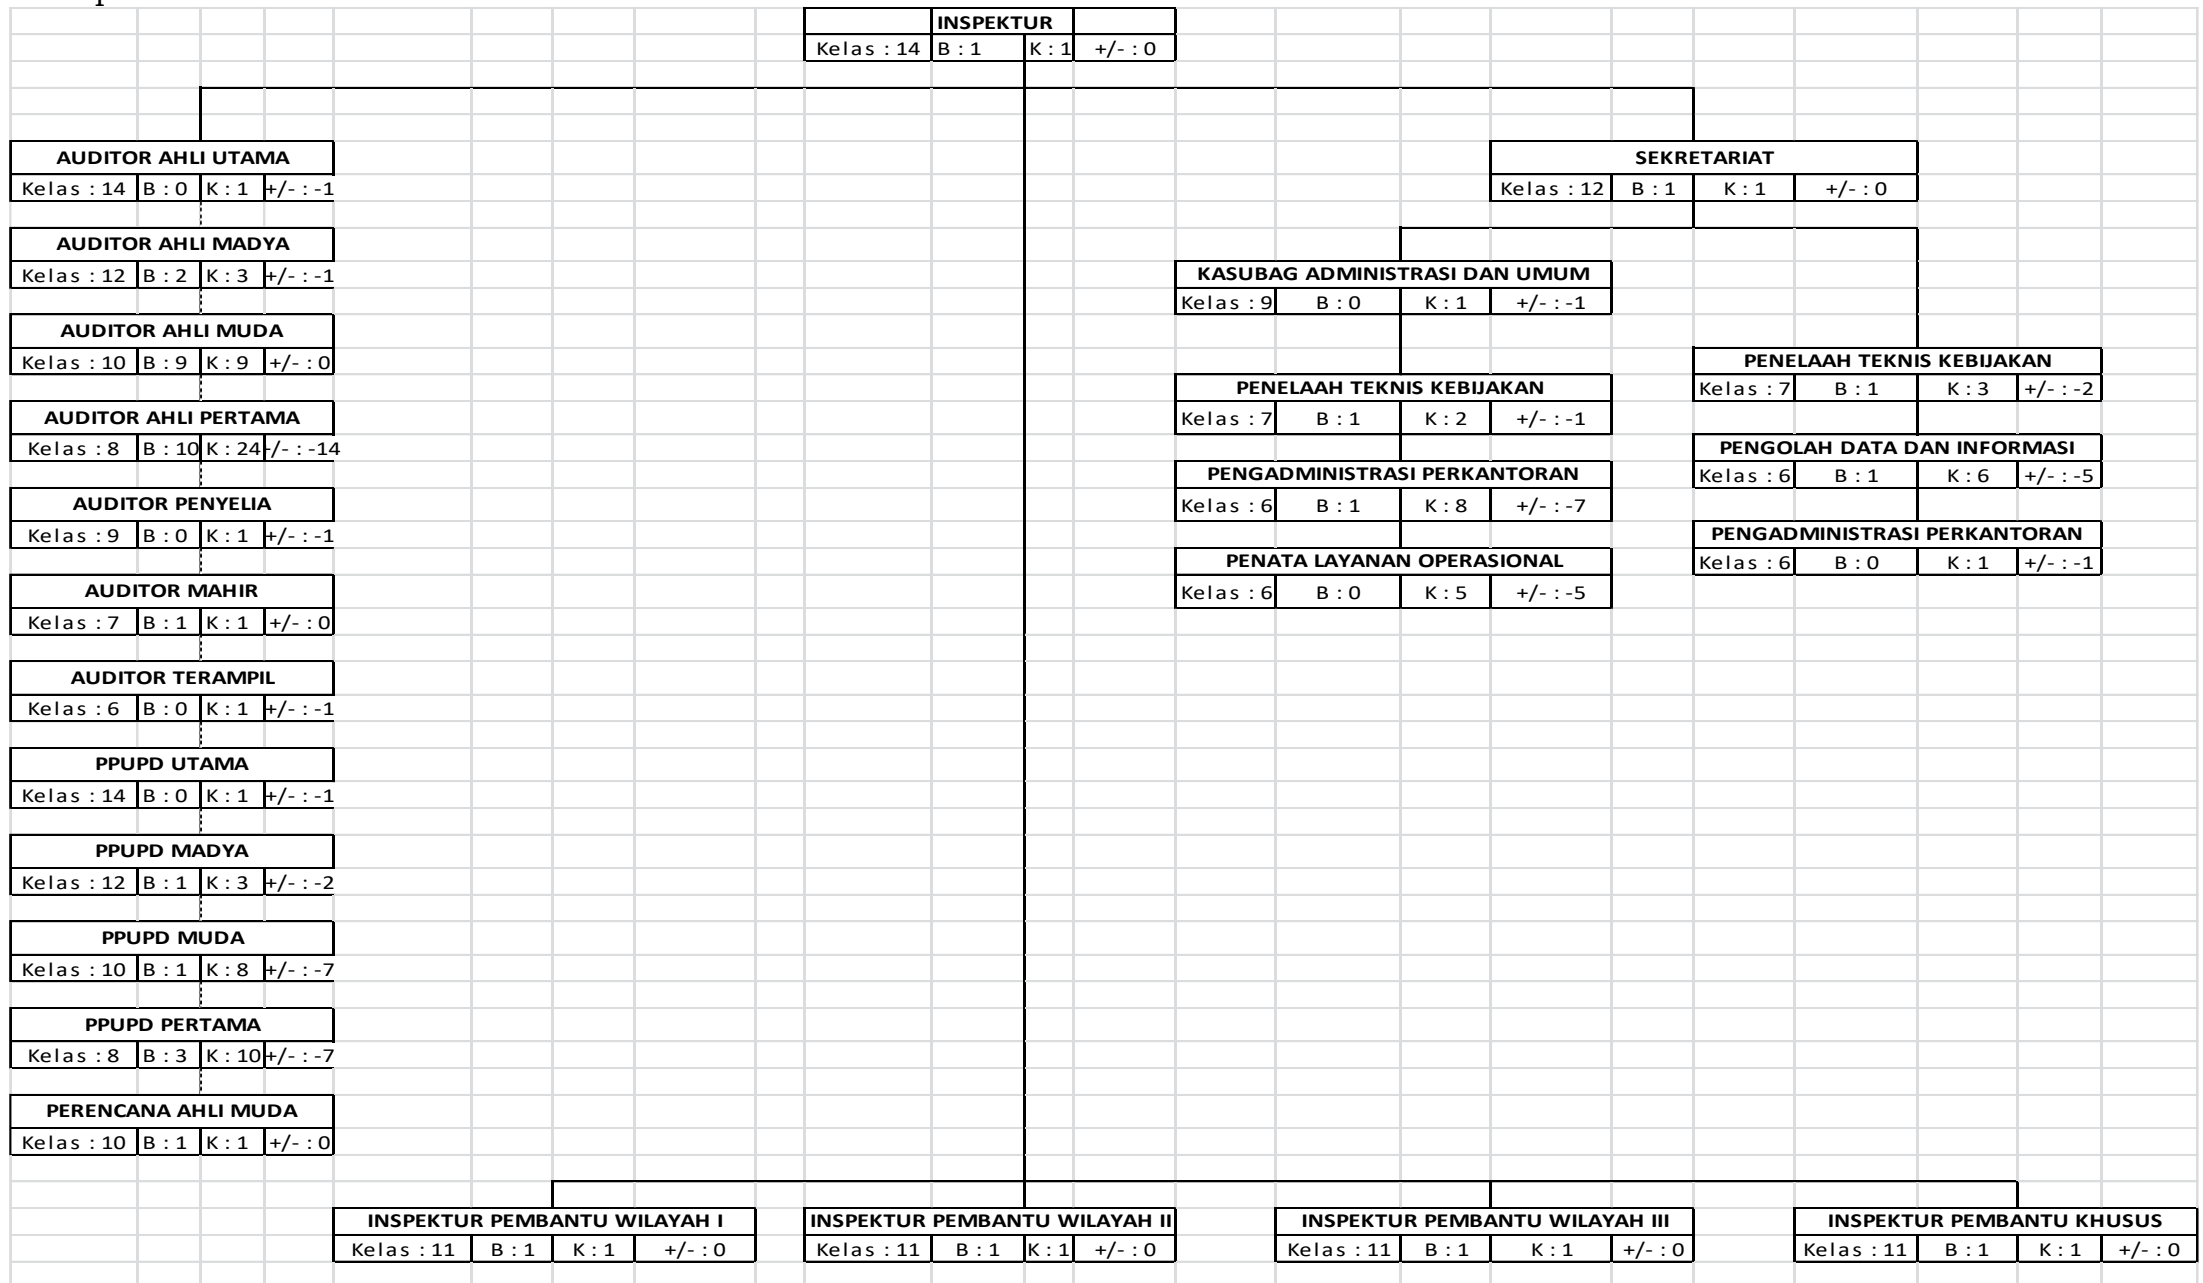 INSPEKTUR
Kelas : 14 B : 1 K : 1 +/- : 0
AUDITOR AHLI UTAMA
Kelas : 14 B : 0 K : 1 +/- : -1
AUDITOR AHLI MADYA
Kelas : 12 B : 2 K : 3 +/- : -1
AUDITOR AHLI MUDA
Kelas : 10 B : 9 K : 9 +/- : 0
AUDITOR AHLI PERTAMA
Kelas : 8 B : 10 K : 24 /- : -14
AUDITOR PENYELIA
Kelas : 9 B : 0 K : 1 +/- : -1
AUDITOR MAHIR
Kelas : 7 B : 1 K : 1 +/- : 0
AUDITOR TERAMPIL
Kelas : 6 B : 0 K : 1 +/- : -1
PPUPD UTAMA
Kelas : 14 B : 0 K : 1 +/- : -1
PPUPD MADYA
Kelas : 12 B : 1 K : 3 +/- : -2
PPUPD MUDA
Kelas : 10 B : 1 K : 8 +/- : -7
PPUPD PERTAMA
Kelas : 8 B : 3 K : 10 +/- : -7
PERENCANA AHLI MUDA
Kelas : 10 B : 1 K : 1 +/- : 0
SEKRETARIAT
Kelas : 12 B : 1 K : 1 +/- : 0
KASUBAG ADMINISTRASI DAN UMUM
Kelas : 9 B : 0 K : 1 +/- : -1
PENELAAH TEKNIS KEBIJAKAN
Kelas : 7 B : 1 K : 2 +/- : -1
PENGADMINISTRASI PERKANTORAN
Kelas : 6 B : 1 K : 8 +/- : -7
PENATA LAYANAN OPERASIONAL
Kelas : 6 B : 0 K : 5 +/- : -5
PENELAAH TEKNIS KEBIJAKAN
Kelas : 7 B : 1 K : 3 +/- : -2
PENGOLAH DATA DAN INFORMASI
Kelas : 6 B : 1 K : 6 +/- : -5
PENGADMINISTRASI PERKANTORAN
Kelas : 6 B : 0 K : 1 +/- : -1
INSPEKTUR PEMBANTU WILAYAH I
Kelas : 11 B : 1 K : 1 +/- : 0
INSPEKTUR PEMBANTU WILAYAH II
Kelas : 11 B : 1 K : 1 +/- : 0
INSPEKTUR PEMBANTU WILAYAH III
Kelas : 11 B : 1 K : 1 +/- : 0
INSPEKTUR PEMBANTU KHUSUS
Kelas : 11 B : 1 K : 1 +/- : 0